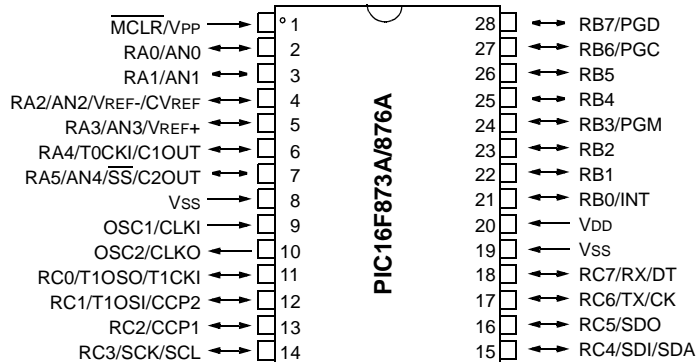 MCLR/VPP 1 28 RB7/PGD
RA0/AN0 2 27 RB6/PGC
RA1/AN1 3 26 RB5
RA2/AN2/VREF-/CVREF 4 25 RB4
RA3/AN3/VREF+ 5 24 RB3/PGM
RA4/T0CKI/C1OUT 6 23 RB2
RA5/AN4/SS/C2OUT 7 22 RB1
VSS 8 21 RB0/INT
OSC1/CLKI 9 20 VDD
OSC2/CLKO 10 19 VSS
RC0/T1OSO/T1CKI 11 18 RC7/RX/DT
RC1/T1OSI/CCP2 12 17 RC6/TX/CK
RC2/CCP1 13 16 RC5/SDO
RC3/SCK/SCL 14 15 RC4/SDI/SDA
PIC16F873A/876A